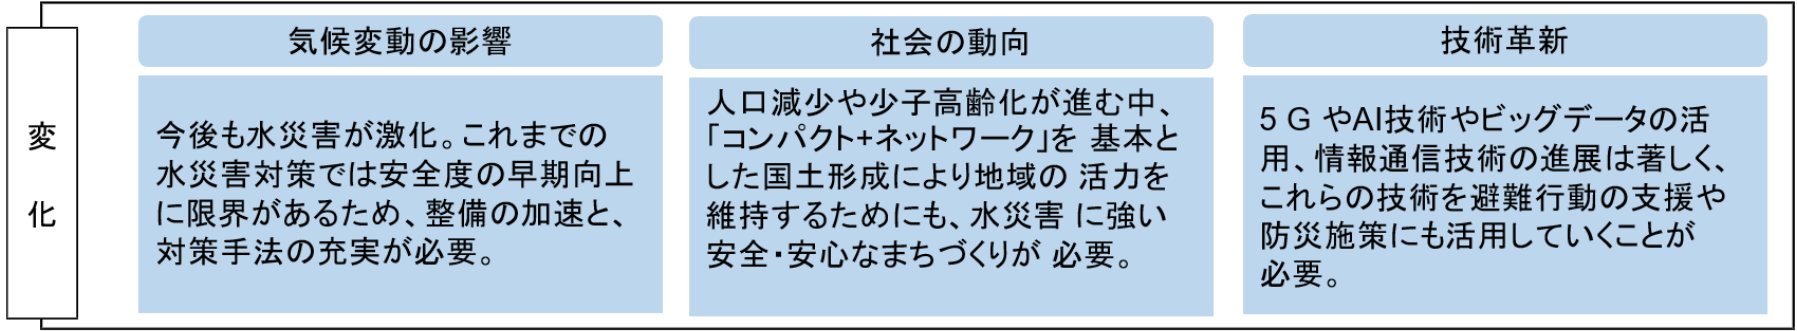 変化
気候変動の影響
今後も水災害が激化。これまでの
水災害対策では安全度の早期向上
に限界があるため、整備の加速と、
対策手法の充実が必要。
社会の動向
人口減少や少子高齢化が進む中、
「コンパクト+ネットワーク」を 基本と
した国土形成により地域の 活力を
維持するためにも、水災害 に強い
安全・安心なまちづくりが 必要。
技術革新
5 G やAI技術やビッグデータの活
用、情報通信技術の進展は著しく、
これらの技術を避難行動の支援や
防災施策にも活用していくことが
必要。